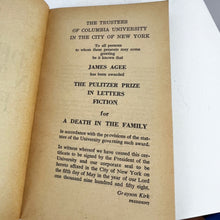 THE TRUSTEES
OF COLUMBIA UNIVERSITY
IN THE CITY OF NEW YORK
To all persons
to whom these presents may come
greeting
be it known that
JAMES AGEE
has been awarded
THE PULITZER PRIZE
IN LETTERS
FICTION
for
A DEATH IN THE FAMILY
in accordance with the provisions of the statutes
of the University governing such award.
In witness whereof we have caused this certificate
to be signed by the President of the
University and our corporate seal to be
hereto affixed in the City of New York on
the fifth day of May in the year of our Lord
one thousand nine hundred and fifty eight.
Grayson Kirk
PRESIDENT